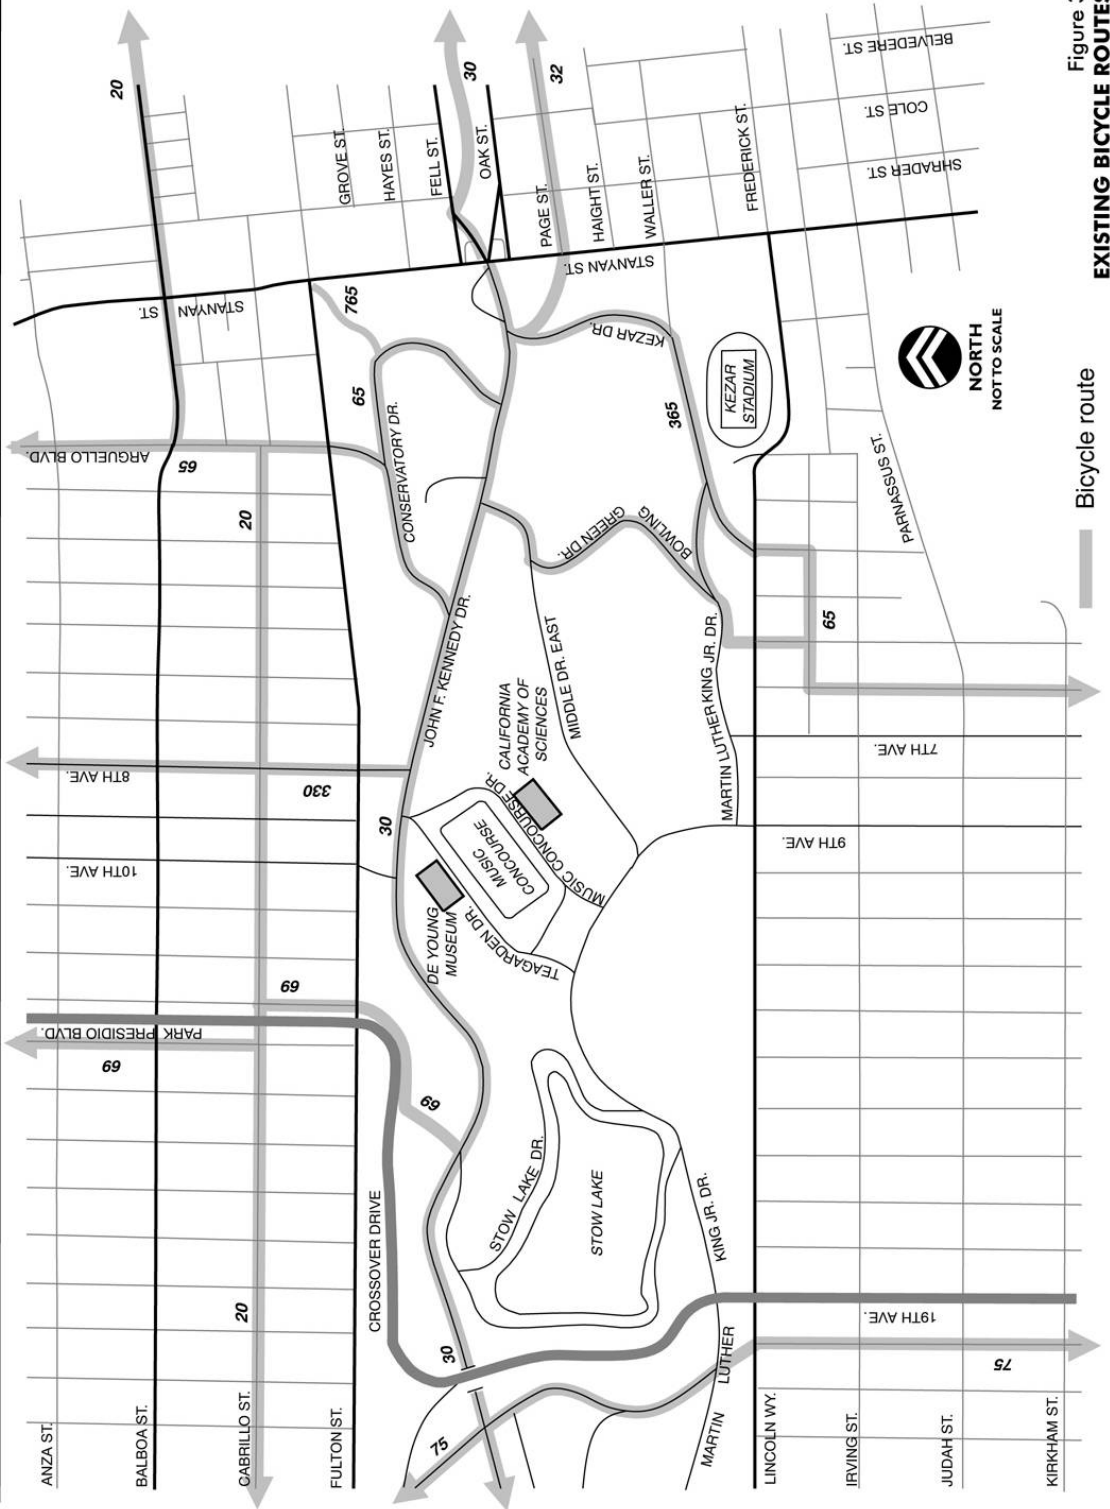 Figure
EXISTING BICYCLE ROUTES
Bicycle route
NORTH
NOT TO SCALE
ANZA ST.
BALBOA ST.
CABRILLO ST.
FULTON ST.
LINCOLN WY.
IRVING ST.
JUDAH ST.
KIRKHAM ST.
PARK PRESIDIO BLVD.
10TH AVE.
8TH AVE.
ARGUELLO BLVD.
STANYAN ST.
20
65
20
330
69
69
20
69
CROSSOVER DRIVE
30
75
30
JOHN F. KENNEDY DR.
CONSERVATORY DR.
65
765
GROVE ST.
HAYES ST.
FELL ST.
30
OAK ST.
32
PAGE ST.
HAIGHT ST.
WALLER ST.
FREDERICK ST.
STANYAN ST.
BELVEDERE ST.
COLE ST.
SHRADER ST.
KEZAR DR.
365
KEZAR
STADIUM
PARNASSUS ST.
BOWLING
GREEN DR.
MIDDLE DR. EAST
MARTIN LUTHER KING JR. DR.
65
CALIFORNIA
ACADEMY OF
SCIENCES
MUSIC CONCOURSE DR.
MUSIC
CONCOURSE
DE YOUNG
MUSEUM
TEAGARDEN DR.
STOW LAKE DR.
STOW LAKE
MARTIN LUTHER KING JR. DR.
7TH AVE.
9TH AVE.
19TH AVE.
75